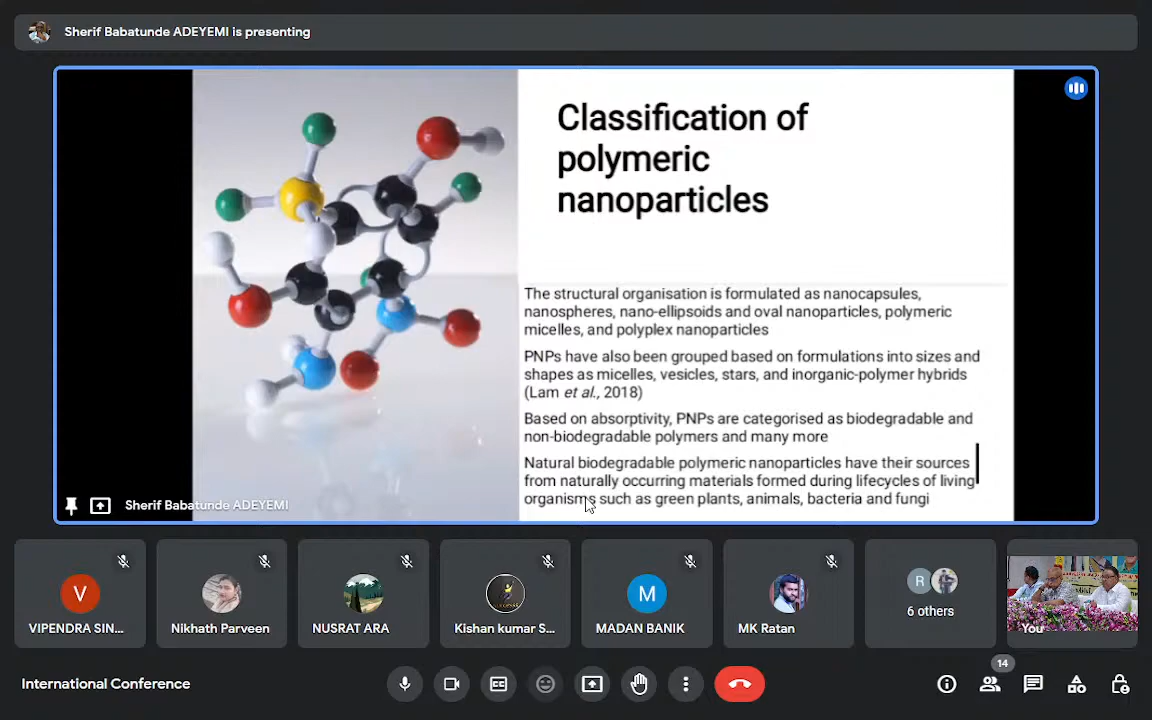 Sherif Babatunde ADEYEMI is presenting
Classification of
polymeric
nanoparticles
The structural organisation is formulated as nanocapsules,
nanospheres, nano-ellipsoids and oval nanoparticles, polymeric
micelles, and polyplex nanoparticles
PNPs have also been grouped based on formulations into sizes and
shapes as micelles, vesicles, stars, and inorganic-polymer hybrids
(Lam et al., 2018)
Based on absorptivity, PNPs are categorised as biodegradable and
non-biodegradable polymers and many more
Natural biodegradable polymeric nanoparticles have their sources
from naturally occurring materials formed during lifecycles of living
organisms such as green plants, animals, bacteria and fungi
Sherif Babatunde ADEYEMI
V
VIPENDRA SIN...
Nikhath Parveen
NUSRAT ARA
Kishan kumar S...
M
MADAN BANIK
MK Ratan
R
6 others
You
International Conference
CC
14